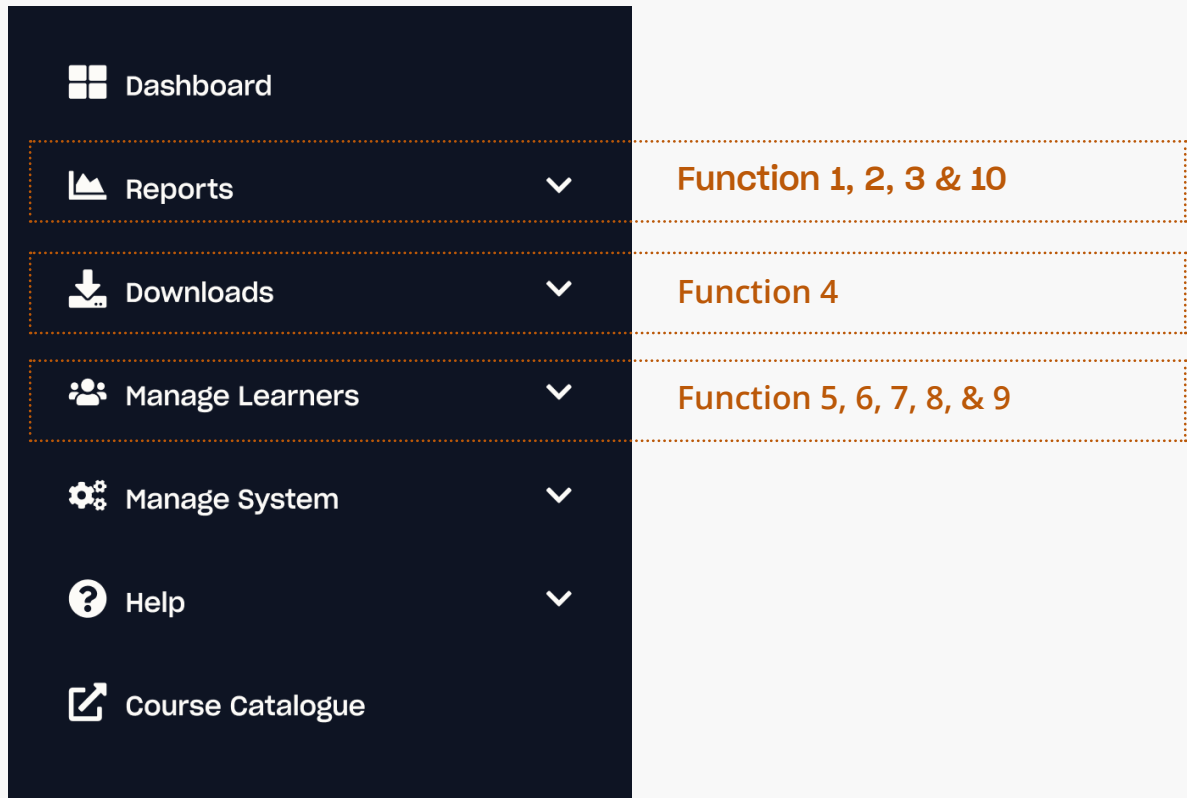 Dashboard
Reports Function 1, 2, 3 & 10
Downloads Function 4
Manage Learners Function 5, 6, 7, 8, & 9
Manage System
Help
Course Catalogue